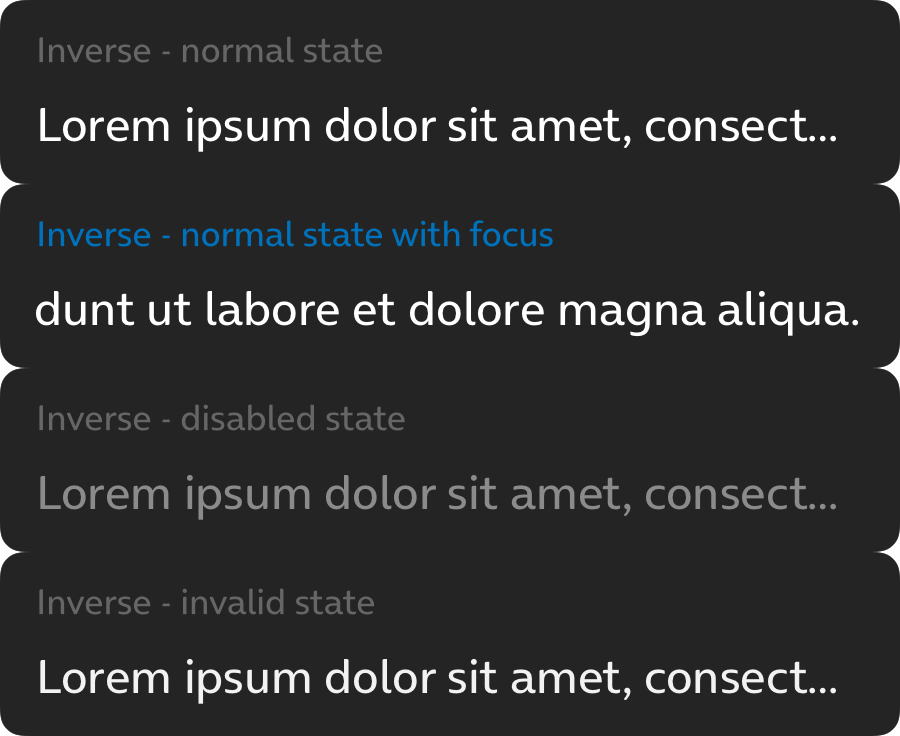 Inverse - normal state
Lorem ipsum dolor sit amet, consect...
Inverse - normal state with focus
dunt ut labore et dolore magna aliqua.
Inverse - disabled state
Lorem ipsum dolor sit amet, consect...
Inverse - invalid state
Lorem ipsum dolor sit amet, consect...